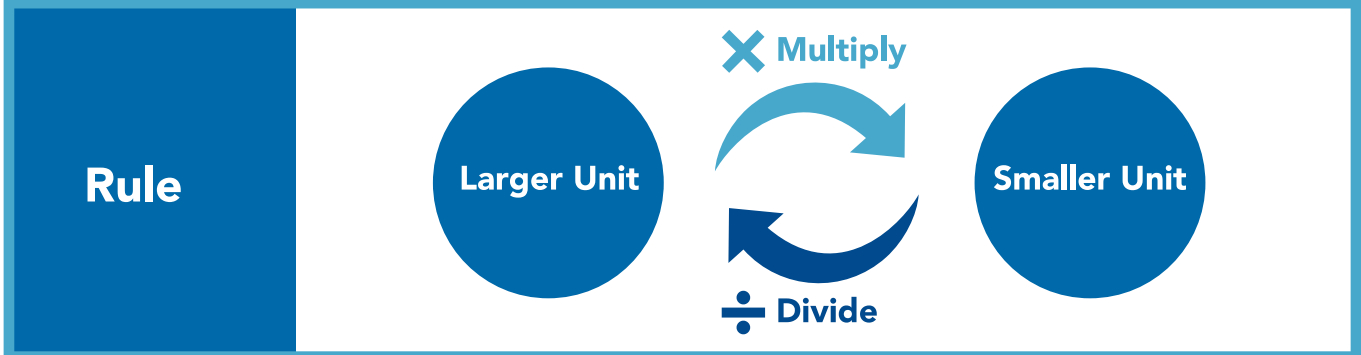 Rule
Larger Unit
Multiply
Smaller Unit
Divide